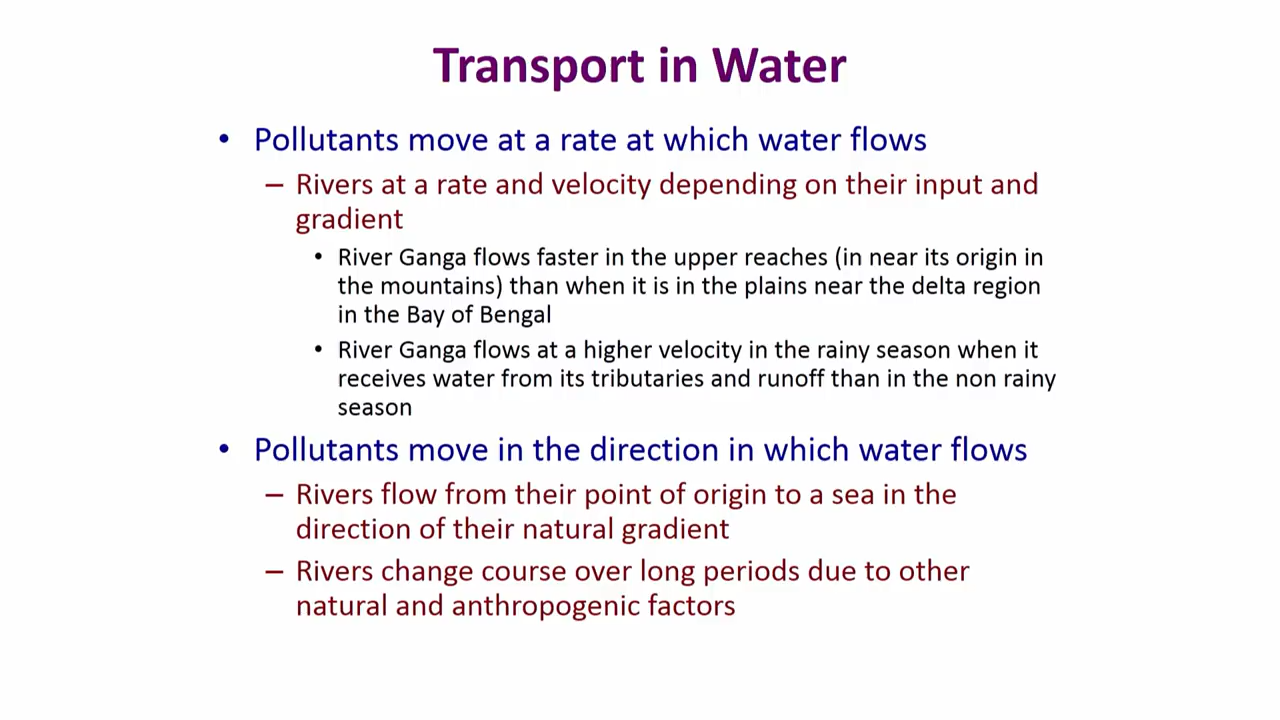 Transport in Water
• Pollutants move at a rate at which water flows
– Rivers at a rate and velocity depending on their input and
gradient
• River Ganga flows faster in the upper reaches (in near its origin in
the mountains) than when it is in the plains near the delta region
in the Bay of Bengal
• River Ganga flows at a higher velocity in the rainy season when it
receives water from its tributaries and runoff than in the non rainy
season
• Pollutants move in the direction in which water flows
– Rivers flow from their point of origin to a sea in the
direction of their natural gradient
– Rivers change course over long periods due to other
natural and anthropogenic factors